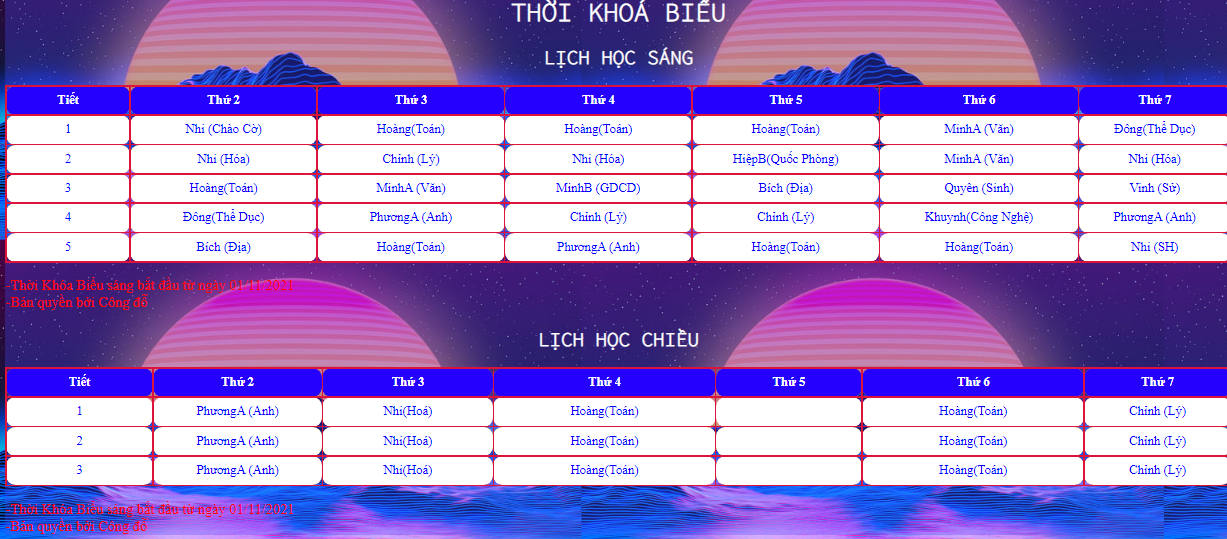 THỜI KHOÁ BIỂU
LỊCH HỌC SÁNG
Tiết Thứ 2 Thứ 3 Thứ 4 Thứ 5 Thứ 6 Thứ 7
1 Nhi (Chào Cờ) Hoàng(Toán) Hoàng(Toán) Hoàng(Toán) MinhA (Văn) Đông(Thể Dục)
2 Nhi (Hóa) Chính (Lý) Nhi (Hóa) HiệpB(Quốc Phòng) MinhA (Văn) Nhi (Hóa)
3 Hoàng(Toán) MinhA (Văn) MinhB (GDCD) Bích (Địa) Quyên (Sinh) Vinh (Sử)
4 Đông(Thể Dục) PhươngA (Anh) Chính (Lý) Chính (Lý) Khuynh(Công Nghệ) PhươngA (Anh)
5 Bích (Địa) Hoàng(Toán) PhươngA (Anh) Hoàng(Toán) Hoàng(Toán) Nhi (SH)
-Thời Khóa Biểu sáng bắt đầu từ ngày 01/11/2021
-Bản quyền bởi Công đỗ
LỊCH HỌC CHIỀU
Tiết Thứ 2 Thứ 3 Thứ 4 Thứ 5 Thứ 6 Thứ 7
1 PhươngA (Anh) Nhi(Hoá) Hoàng(Toán) Hoàng(Toán) Chính (Lý)
2 PhươngA (Anh) Nhi(Hoá) Hoàng(Toán) Hoàng(Toán) Chính (Lý)
3 PhươngA (Anh) Nhi(Hoá) Hoàng(Toán) Hoàng(Toán) Chính (Lý)
-Thời Khóa Biểu sáng bắt đầu từ ngày 01/11/2021
-Bản quyền bởi Công đỗ